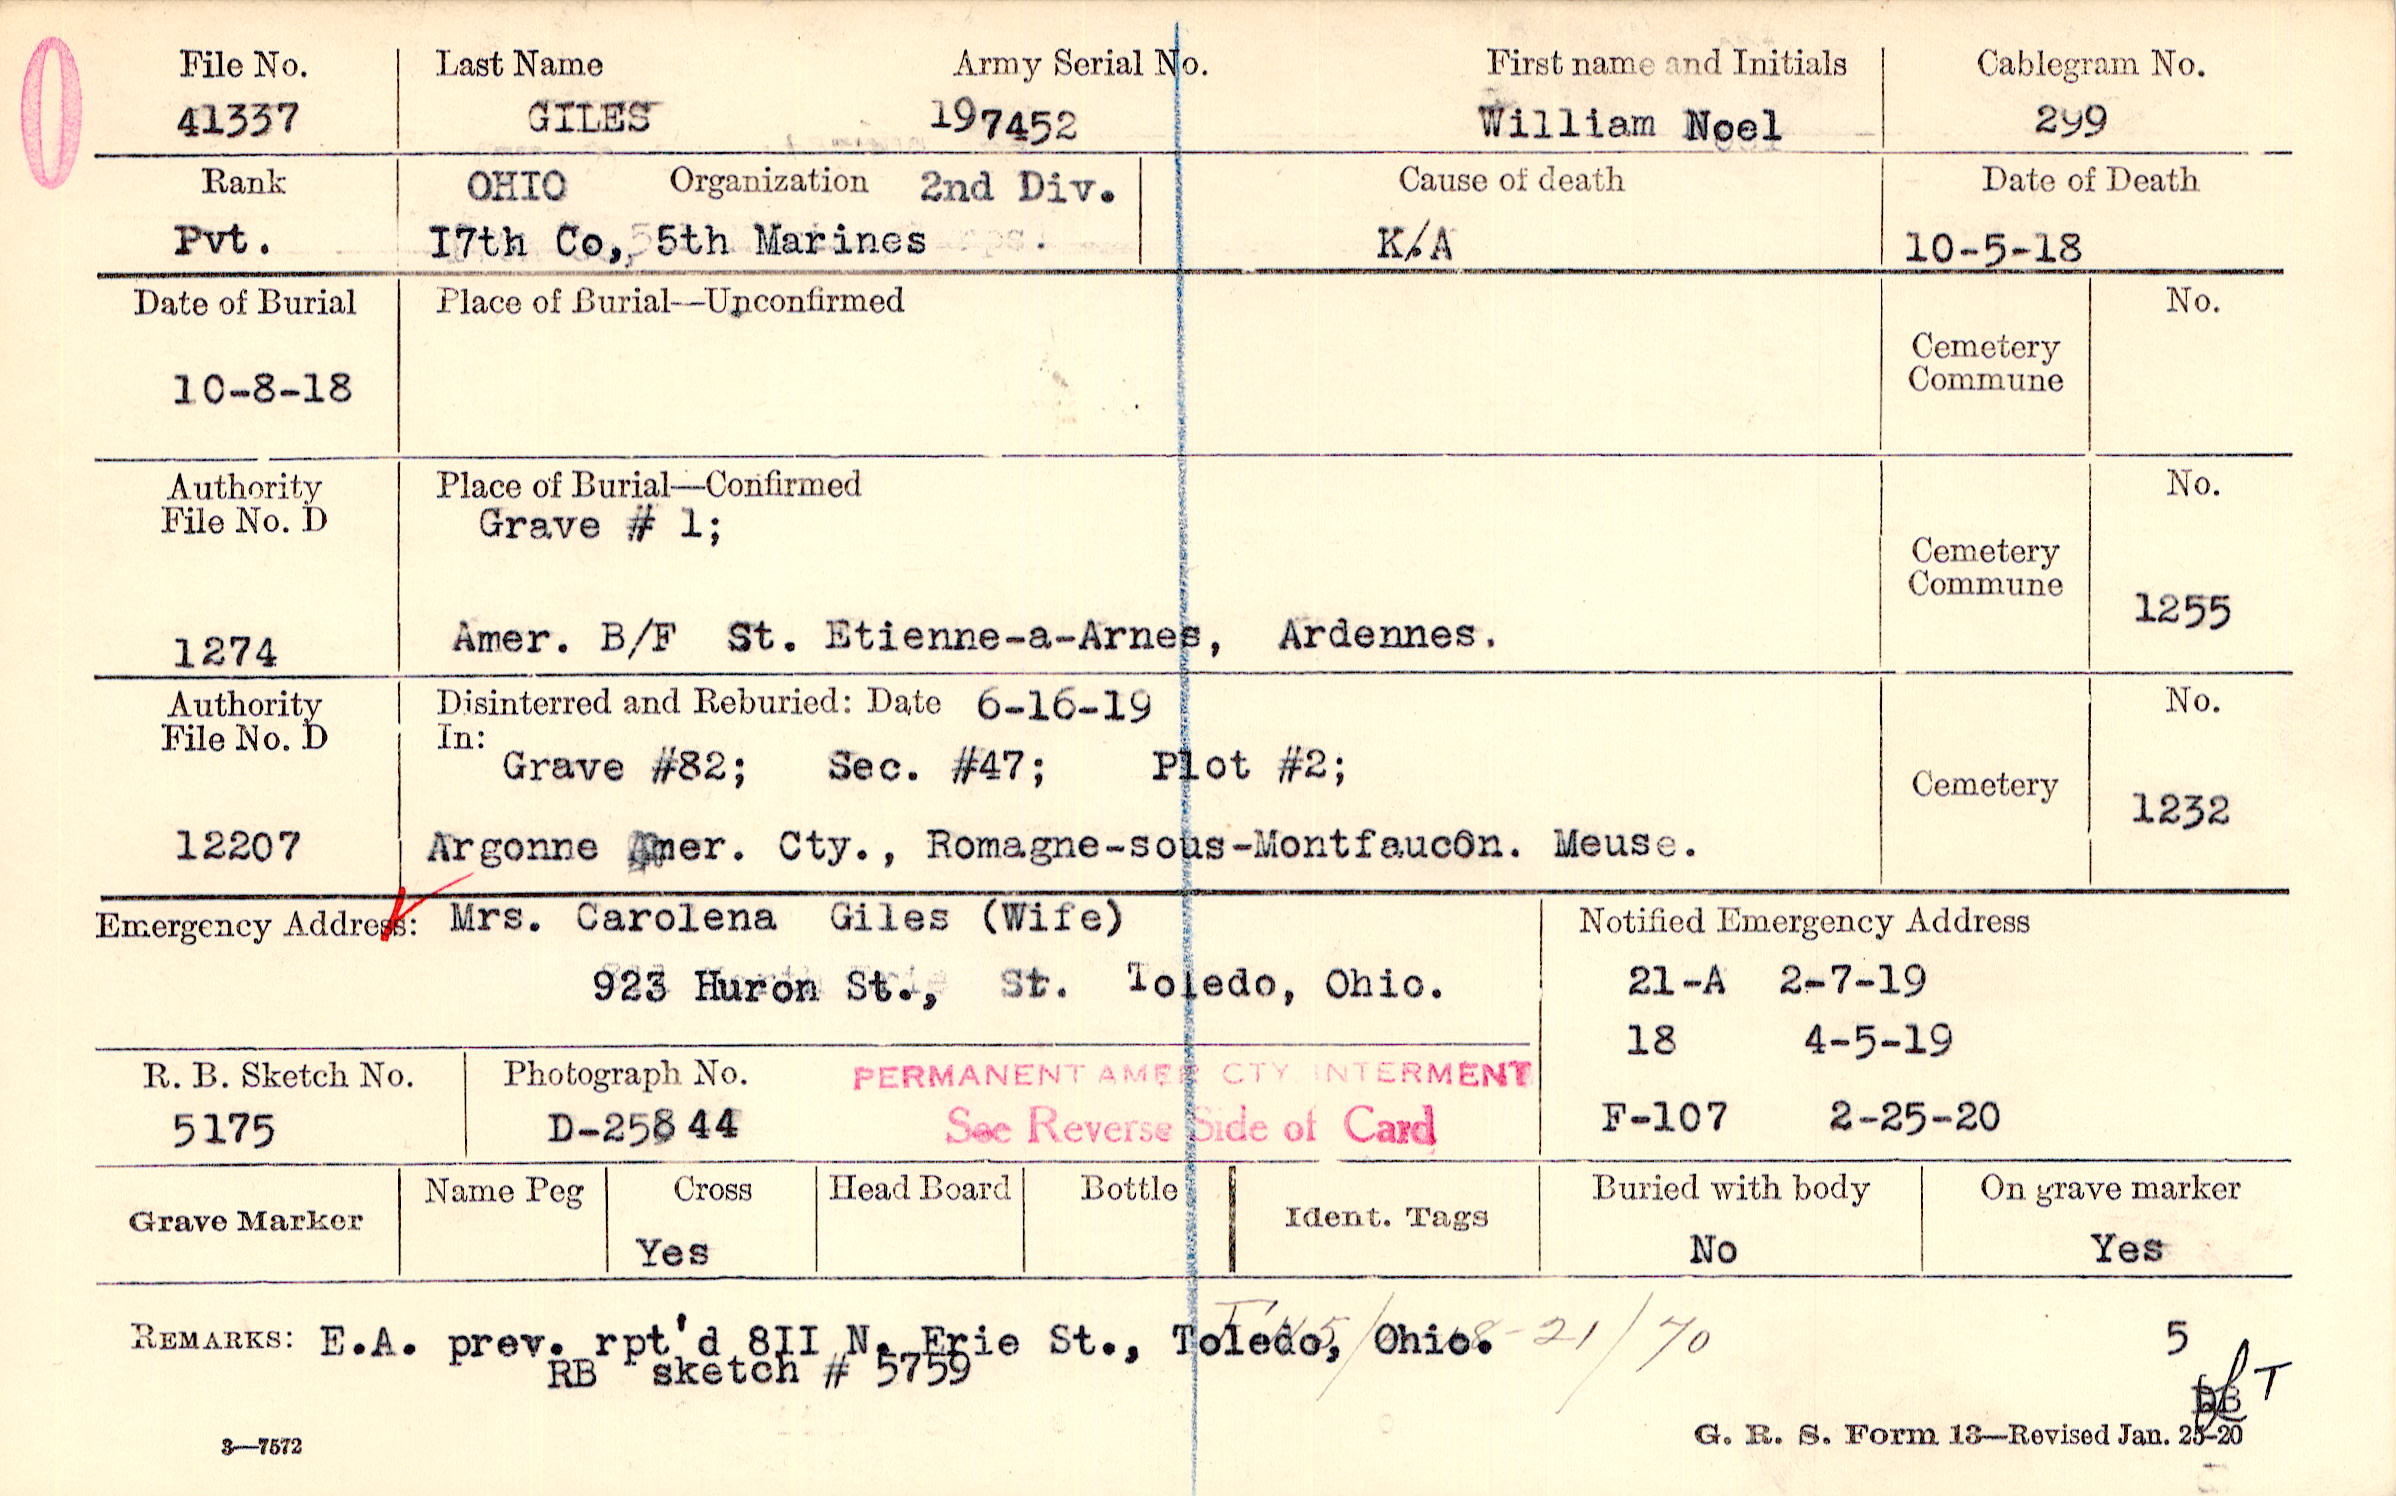 File No. Last Name Army Serial No. First name and Initials Cablegram No.
41337 GILES 197452 William Noel 299
Rank OHIO Organization 2nd Div. Cause of death Date of Death
Pvt. I7th Co, 5th Marines K/A 10-5-18
Date of Burial Place of Burial—Unconfirmed No.
Cemetery
Commune
10-8-18
Authority Place of Burial—Confirmed No.
File No. D Grave # 1;
Cemetery
Commune
1255
1274 Amer. B/F St. Etienne-a-Arnes, Ardennes.
Authority Disinterred and Reburied: Date 6-16-19 No.
File No. D In:
Grave #82; Sec. #47; Plot #2;
Cemetery 1232
12207 Argonne Amer. Cty., Romagne-sous-Montfaucon. Meuse.
Emergency Address: Mrs. Carolena Giles (Wife) Notified Emergency Address
923 Huron St., St. Toledo, Ohio. 21-A 2-7-19
18 4-5-19
R. B. Sketch No. Photograph No. PERMANENT AMER CTY INTERMENT
5175 D-25844 See Reverse Side of Card F-107 2-25-20
Name Peg Cross Head Board Bottle Buried with body On grave marker
Grave Marker Ident. Tags
Yes No Yes
REMARKS: E.A. prev. rpt'd 8II N. Erie St., Toledo, Ohio. 21/70 5
RB sketch # 5759
T
3—7572 G. R. S. Form 13—Revised Jan. 25-20